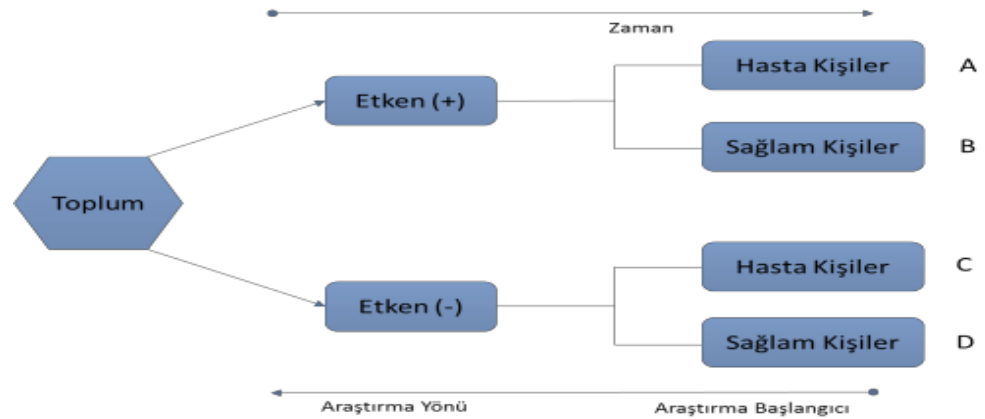 Zaman
Hasta Kişiler A
Etken (+)
Sağlam Kişiler B
Toplum
Hasta Kişiler C
Etken (-)
Sağlam Kişiler D
Araştırma Yönü Araştırma Başlangıcı